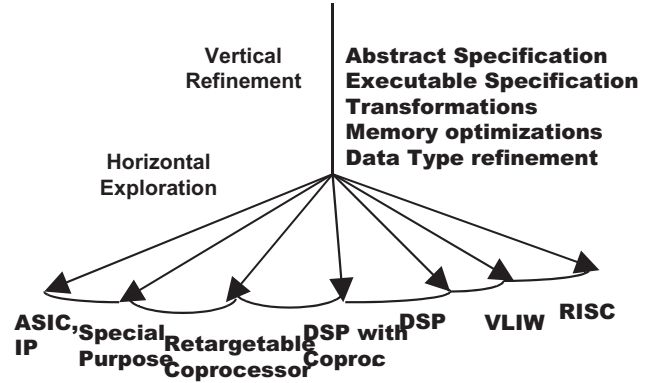 Vertical
Refinement
Abstract Specification
Executable Specification
Transformations
Memory optimizations
Data Type refinement
Horizontal
Exploration
ASIC,
IP
Special
Purpose
Retargetable
Coprocessor
DSP with
Coproc
DSP
VLIW
RISC